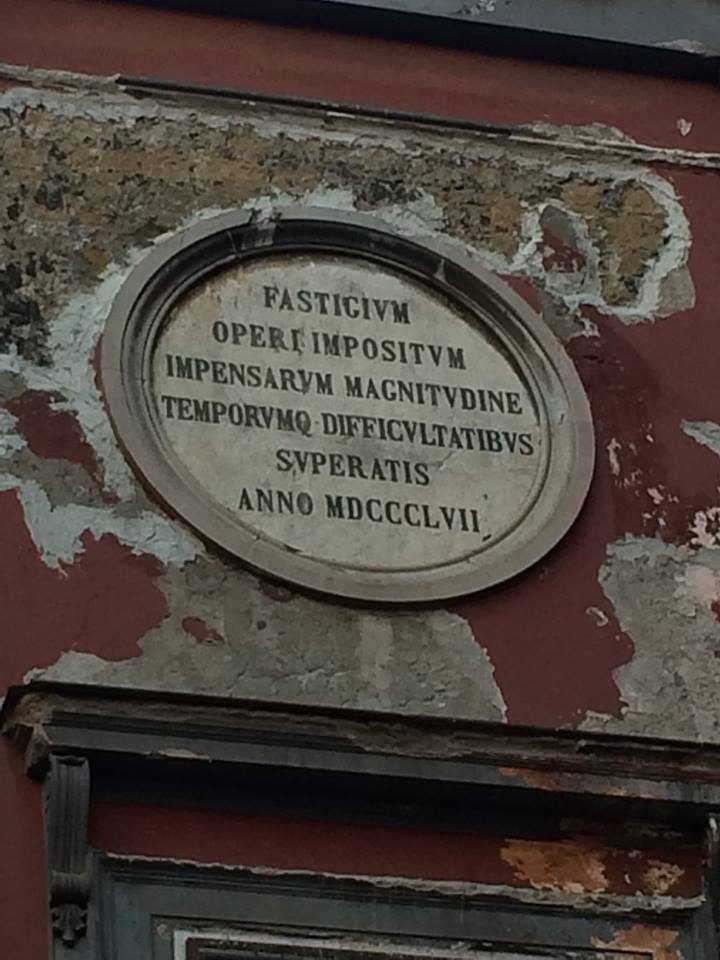 FASTIGIVM
OPERI IMPOSITVM
IMPENSARVM MAGNITVDINE
TEMPORVMQ DIFFICVLTATIBVS
SVPERATIS
ANNO MDCCCLVII